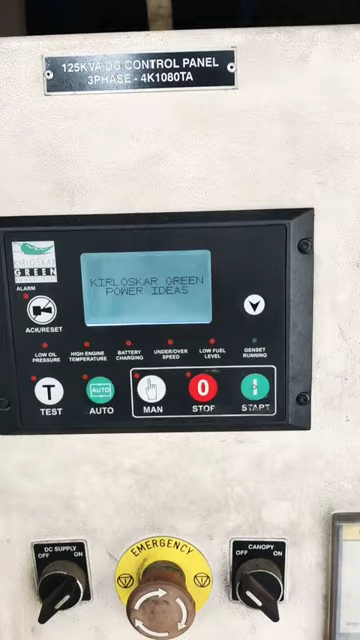 125KVA DG CONTROL PANEL
3PHASE - 4K1080TA
KIRLOSKAR
GREEN
KIRLOSKAR GREEN
POWER IDEAS
ALARM
ACK/RESET
LOW OIL
PRESSURE
HIGH ENGINE
TEMPERATURE
BATTERY
CHARGING
UNDER/OVER
SPEED
LOW FUEL
LEVEL
GENSET
RUNNING
T
AUTO
0
I
TEST
AUTO
MAN
STOP
START
DC SUPPLY
OFF ON
EMERGENCY
CANOPY
OFF ON